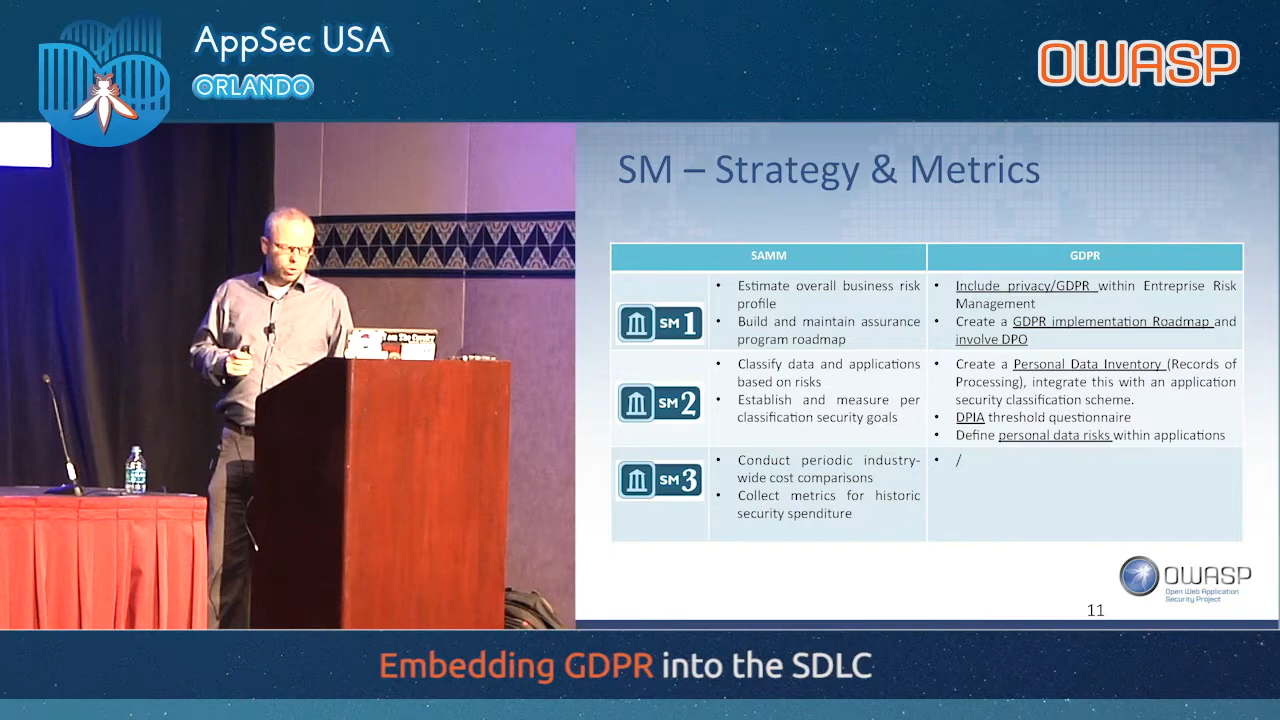 AppSec USA
ORLANDO
OWASP
SM – Strategy & Metrics
SAMM
GDPR
SM 1
• Estimate overall business risk
profile
• Build and maintain assurance
program roadmap
• Include privacy/GDPR within Entreprise Risk
Management
• Create a GDPR implementation Roadmap and
involve DPO
SM 2
• Classify data and applications
based on risks
• Establish and measure per
classification security goals
• Create a Personal Data Inventory (Records of
Processing), integrate this with an application
security classification scheme.
• DPIA threshold questionnaire
• Define personal data risks within applications
SM 3
• Conduct periodic industry-
wide cost comparisons
• Collect metrics for historic
security spenditure
• /
OWASP
Open Web Application
Security Project
11
Embedding GDPR into the SDLC